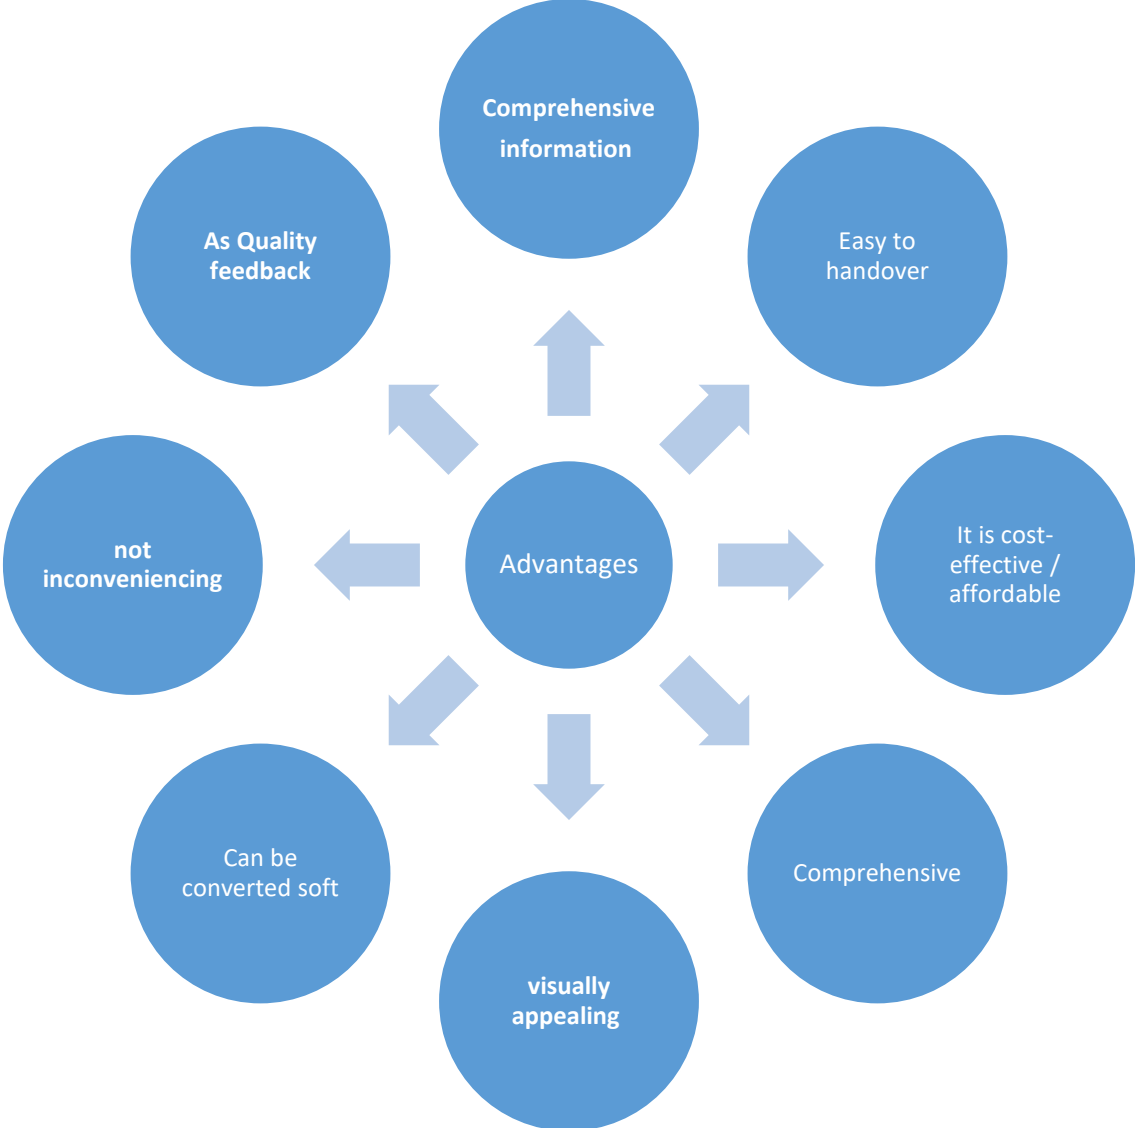 Comprehensive
information
Easy to
handover
It is cost-
effective /
affordable
Comprehensive
visually
appealing
Can be
converted soft
not
inconveniencing
As Quality
feedback
Advantages